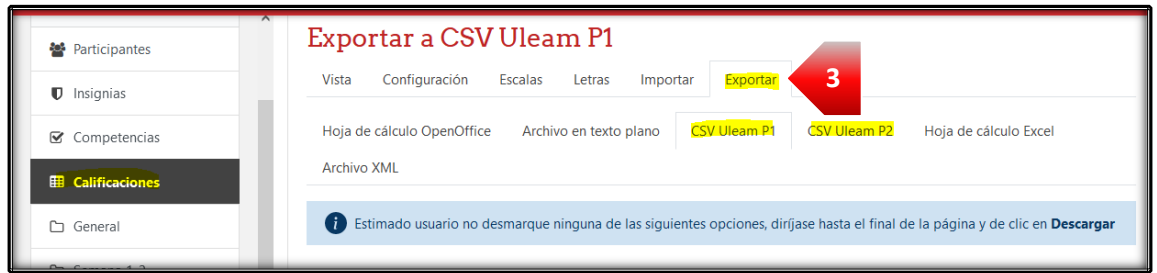 Participantes
Insignias
Competencias
Calificaciones
General
Exportar a CSV Uleam P1
Vista Configuración Escalas Letras Importar Exportar
3
Hoja de cálculo OpenOffice Archivo en texto plano CSV Uleam P1 CSV Uleam P2 Hoja de cálculo Excel
Archivo XML
Estimado usuario no desmarque ninguna de las siguientes opciones, diríjase hasta el final de la página y de clic en Descargar